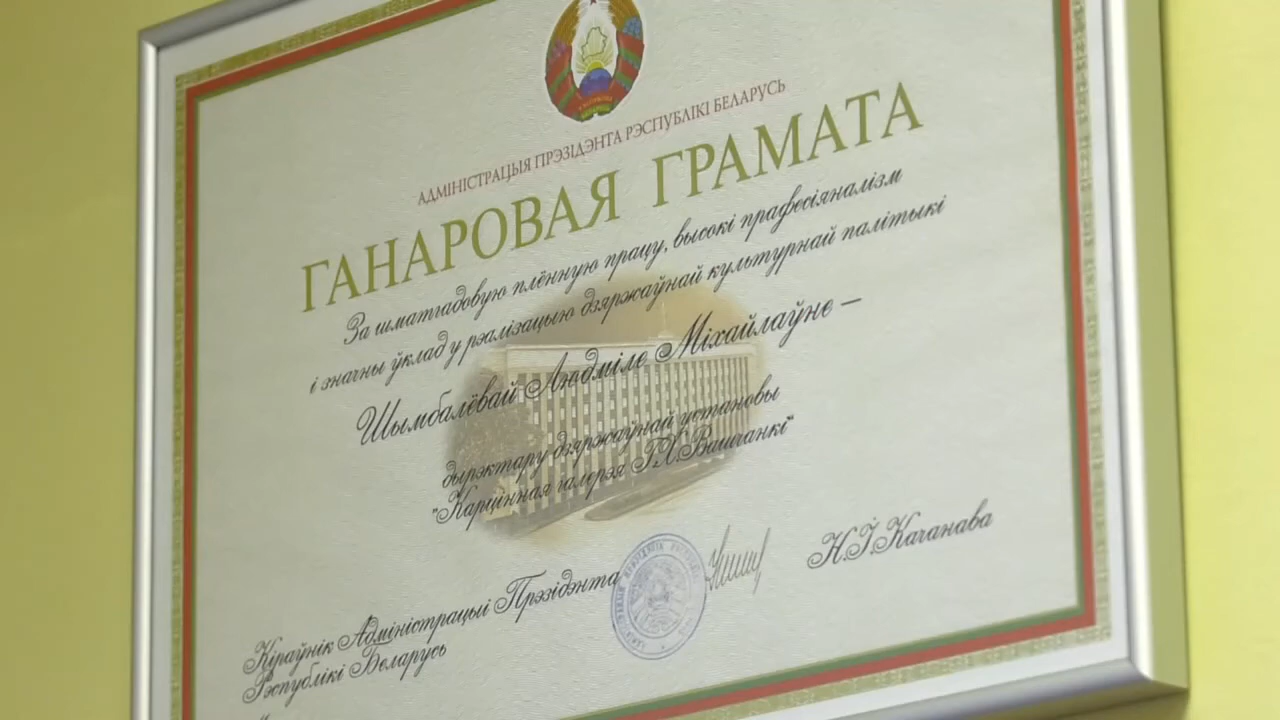 АДМІНІСТРАЦЫЯ ПРЭЗІДЭНТА РЭСПУБЛІКІ БЕЛАРУСЬ
ГАНАРОВАЯ ГРАМАТА
За шматгадовую плённую працу, высокі прафесіяналізм
і значны ўклад у рэалізацыю дзяржаўнай культурнай палітыкі
Шымбалёвай Людміле Міхайлаўне –
дырэктару дзяржаўнай установы
"Карцінная галерэя Г.Х.Вашчанкі"
Кіраўнік Адміністрацыі Прэзідэнта
Рэспублікі Беларусь
Н.І.Качанава